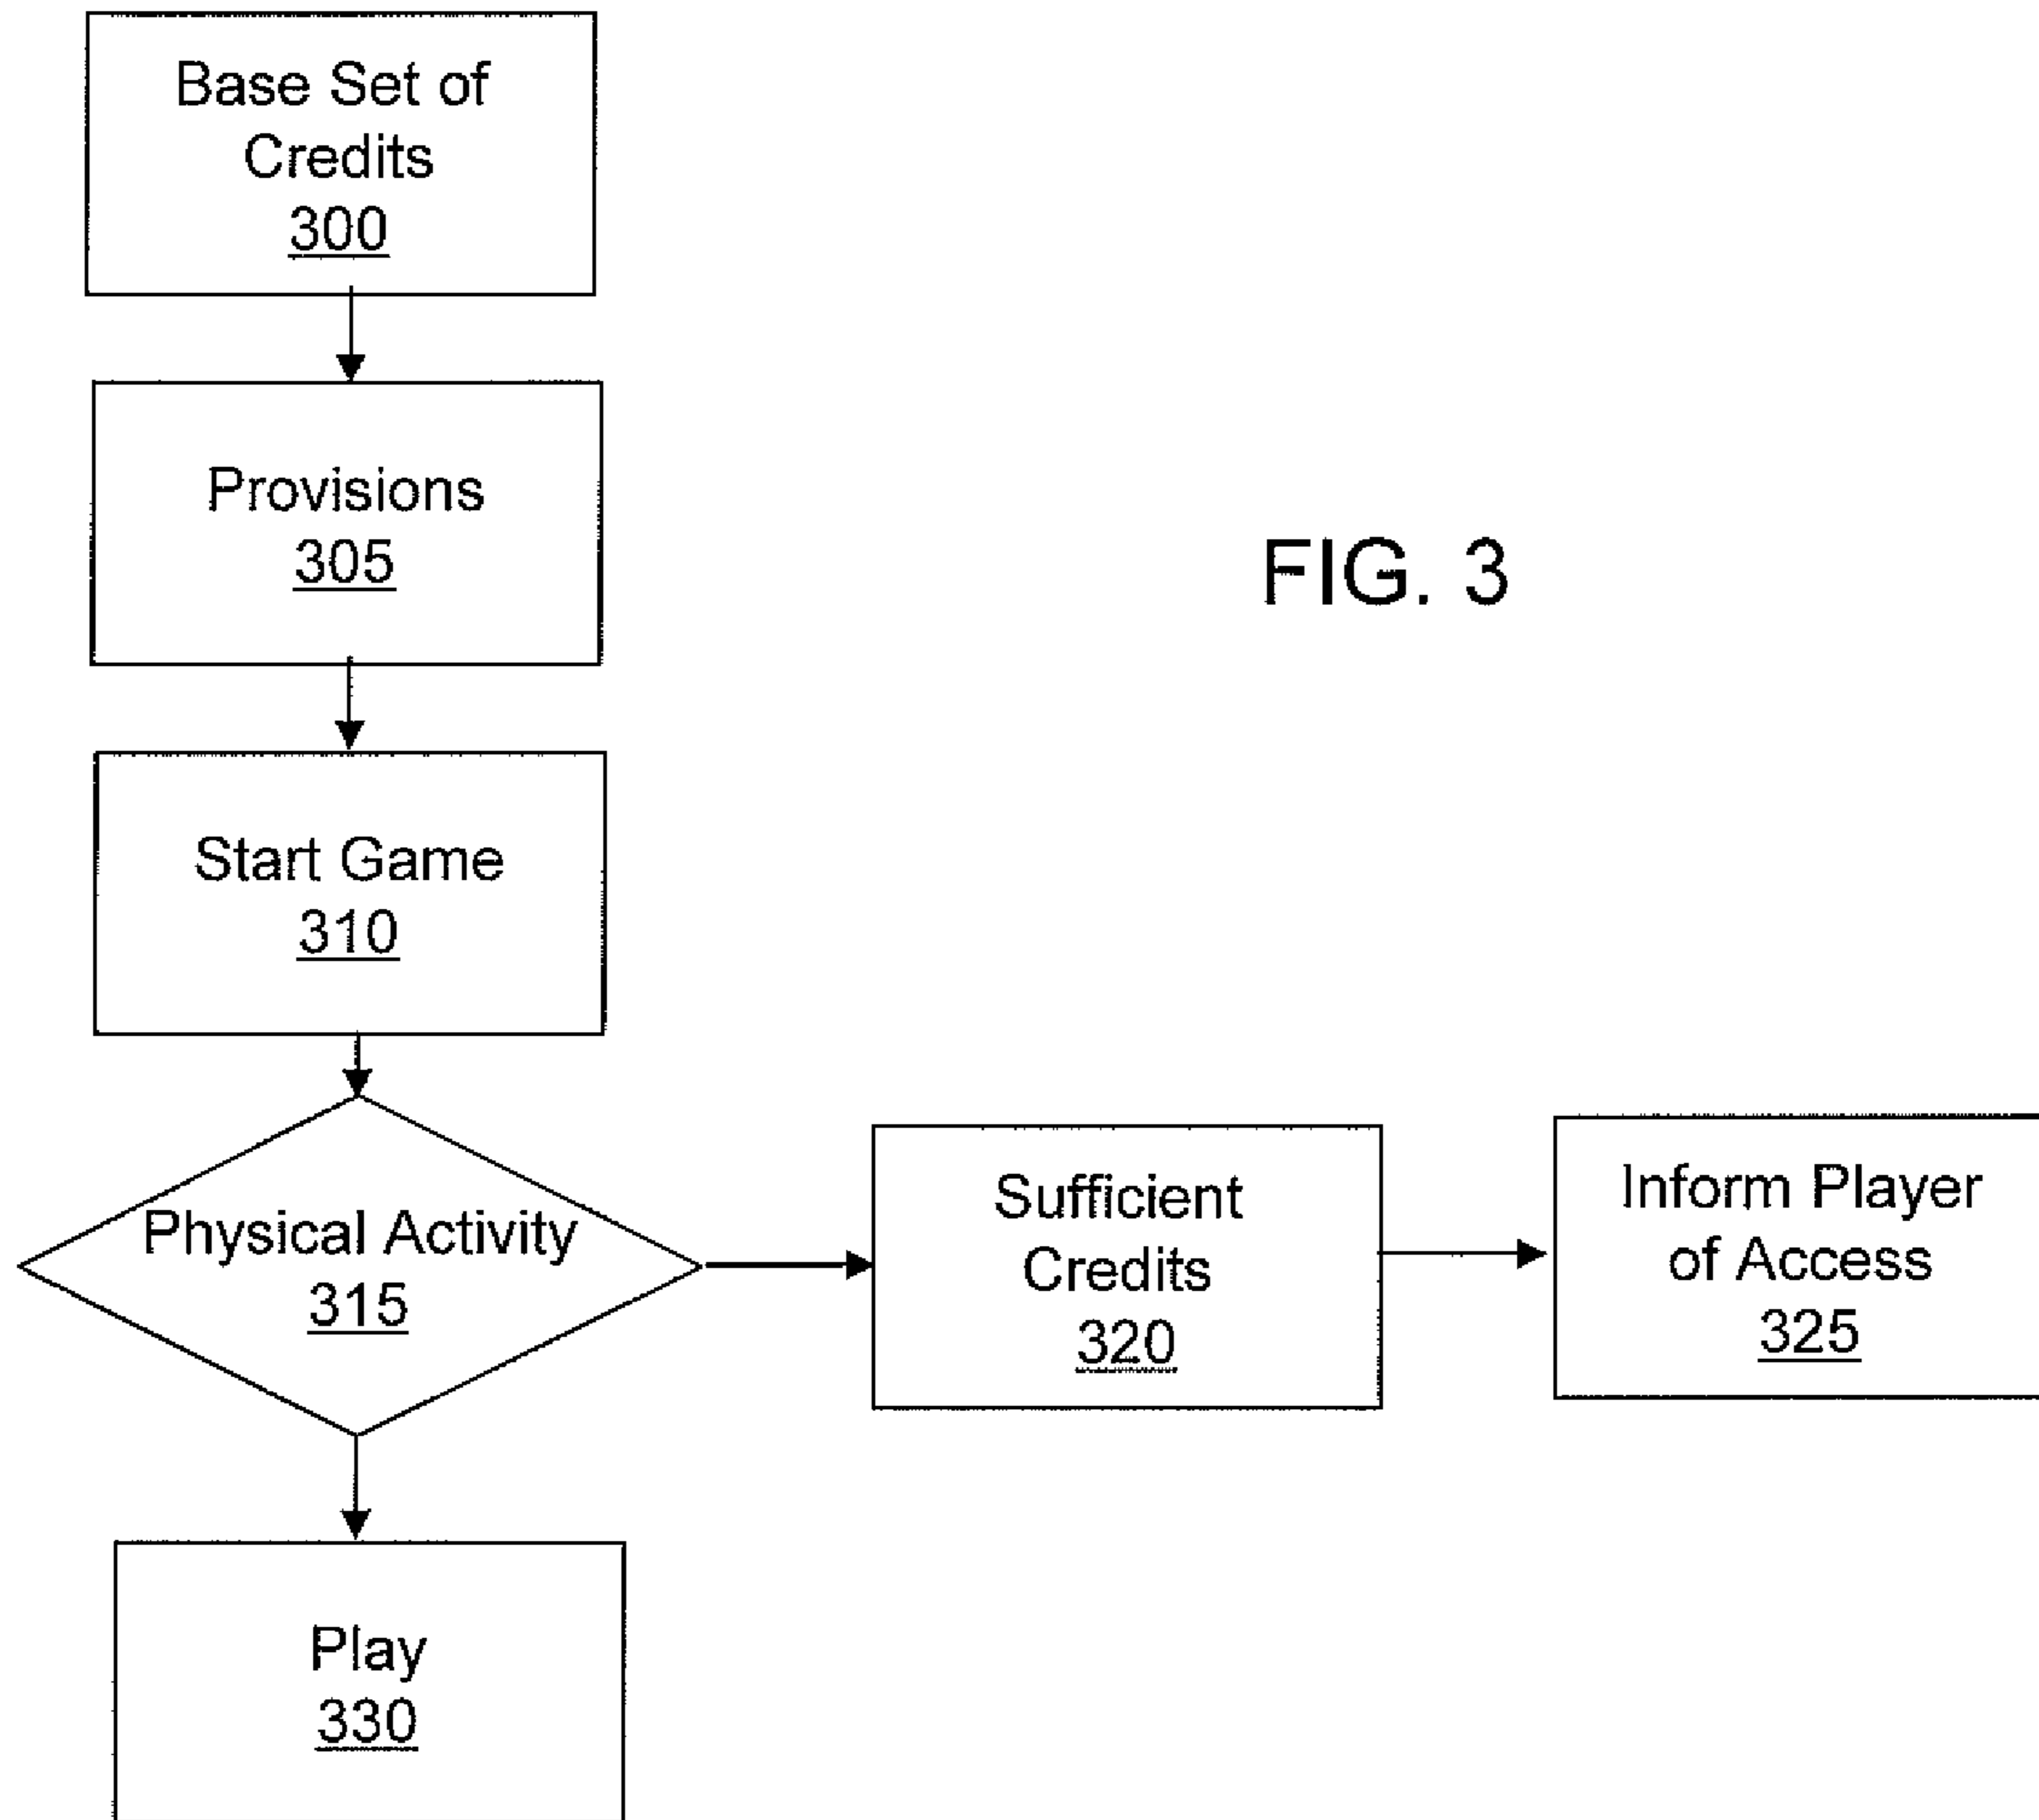 Base Set of
Credits
300
Provisions
305
FIG. 3
Start Game
310
Physical Activity
315
Sufficient
Credits
320
Inform Player
of Access
325
Play
330